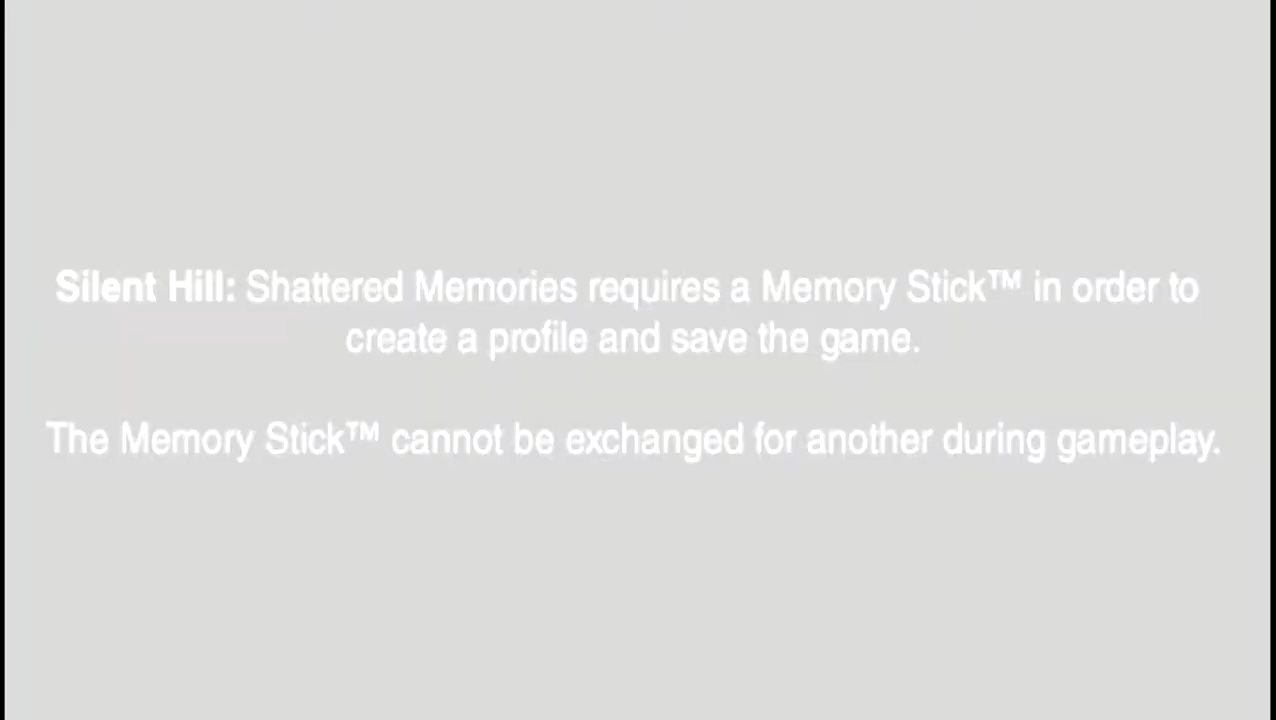 Silent Hill: Shattered Memories requires a Memory Stick™ in order to
create a profile and save the game.
The Memory Stick™ cannot be exchanged for another during gameplay.